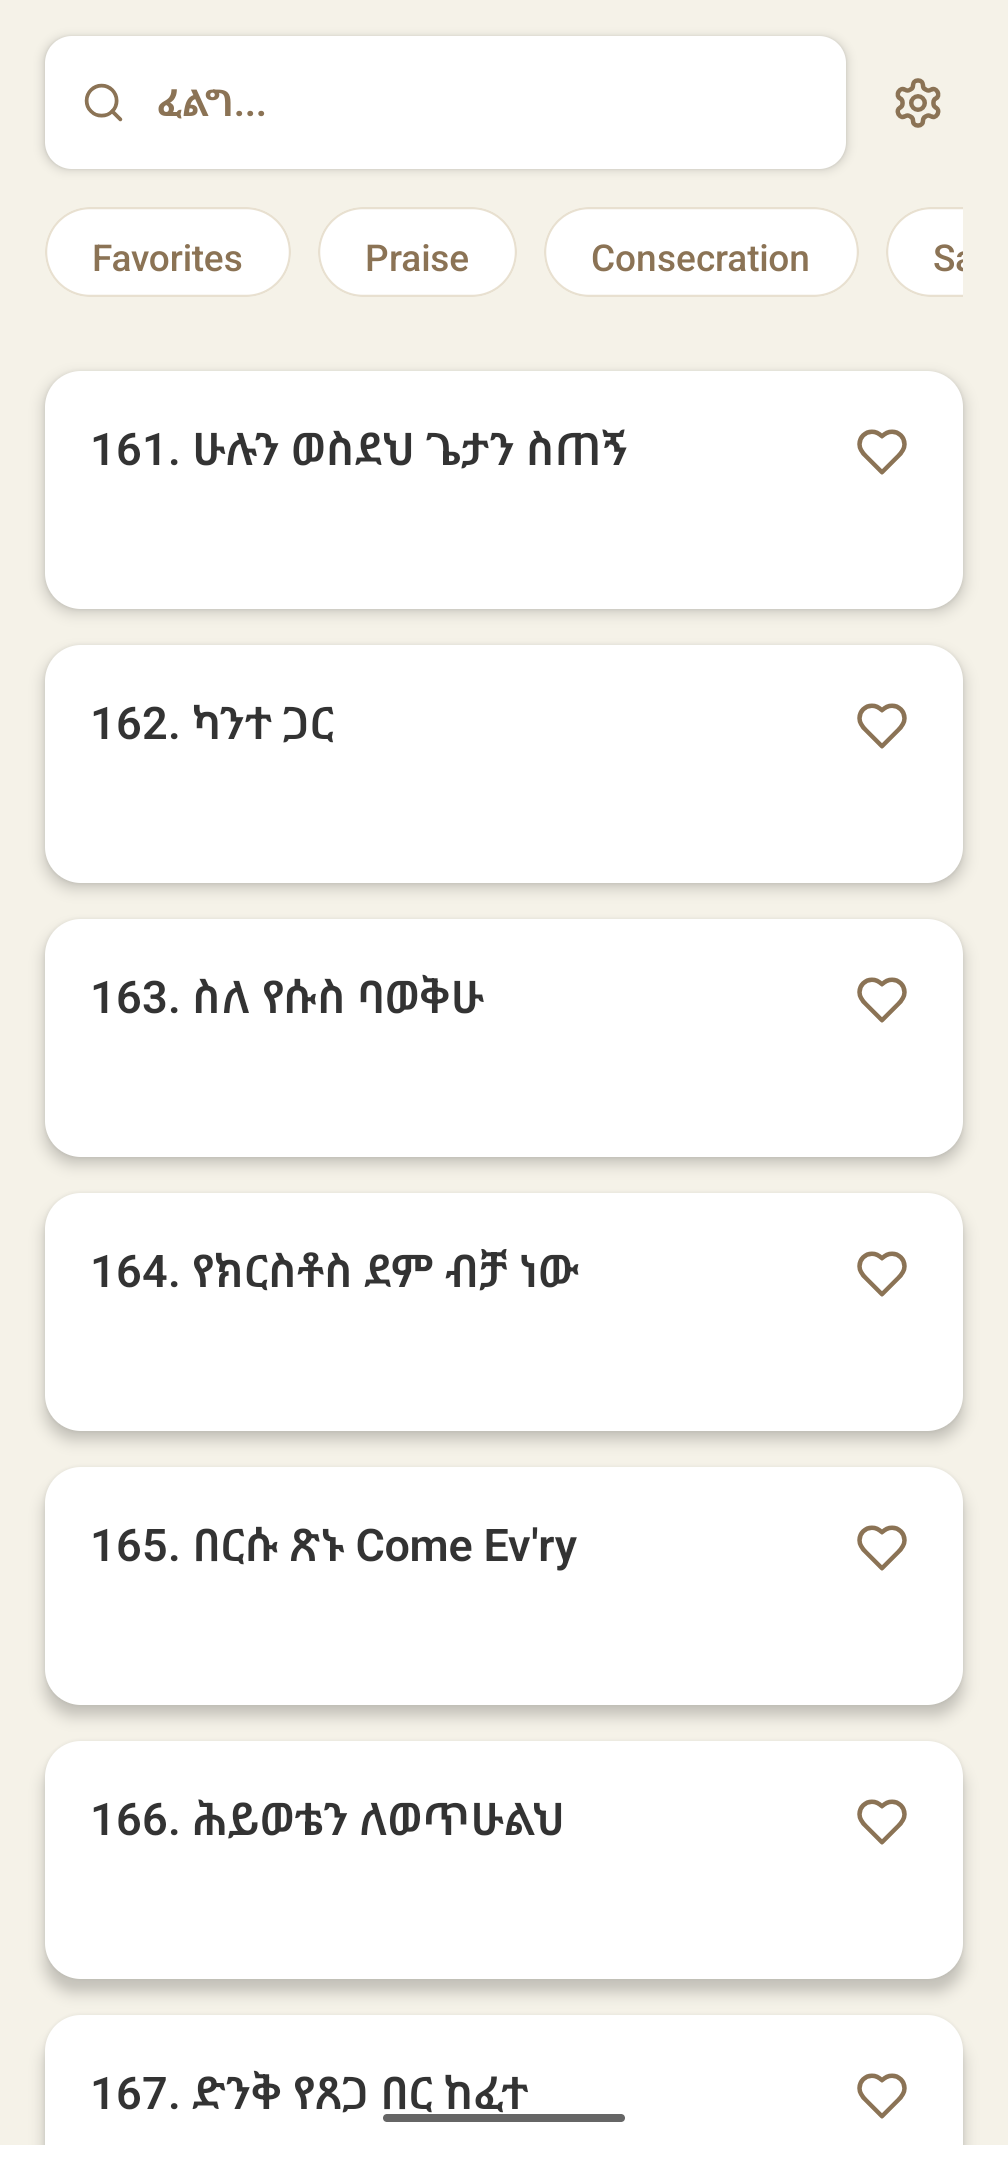 ፈልግ...
Favorites Praise Consecration
161. ሁሉን ወስደህ ጌታን ስጠኝ
162. ካንተ ጋር
163. ስለ የሱስ ባወቅሁ
164. የክርስቶስ ደም ብቻ ነው
165. በርሱ ጽኑ Come Ev'ry
166. ሕይወቴን ለወጥሁልህ
167. ድንቅ የጸጋ በር ከፈተ